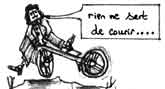 rien ne sert
de courir....